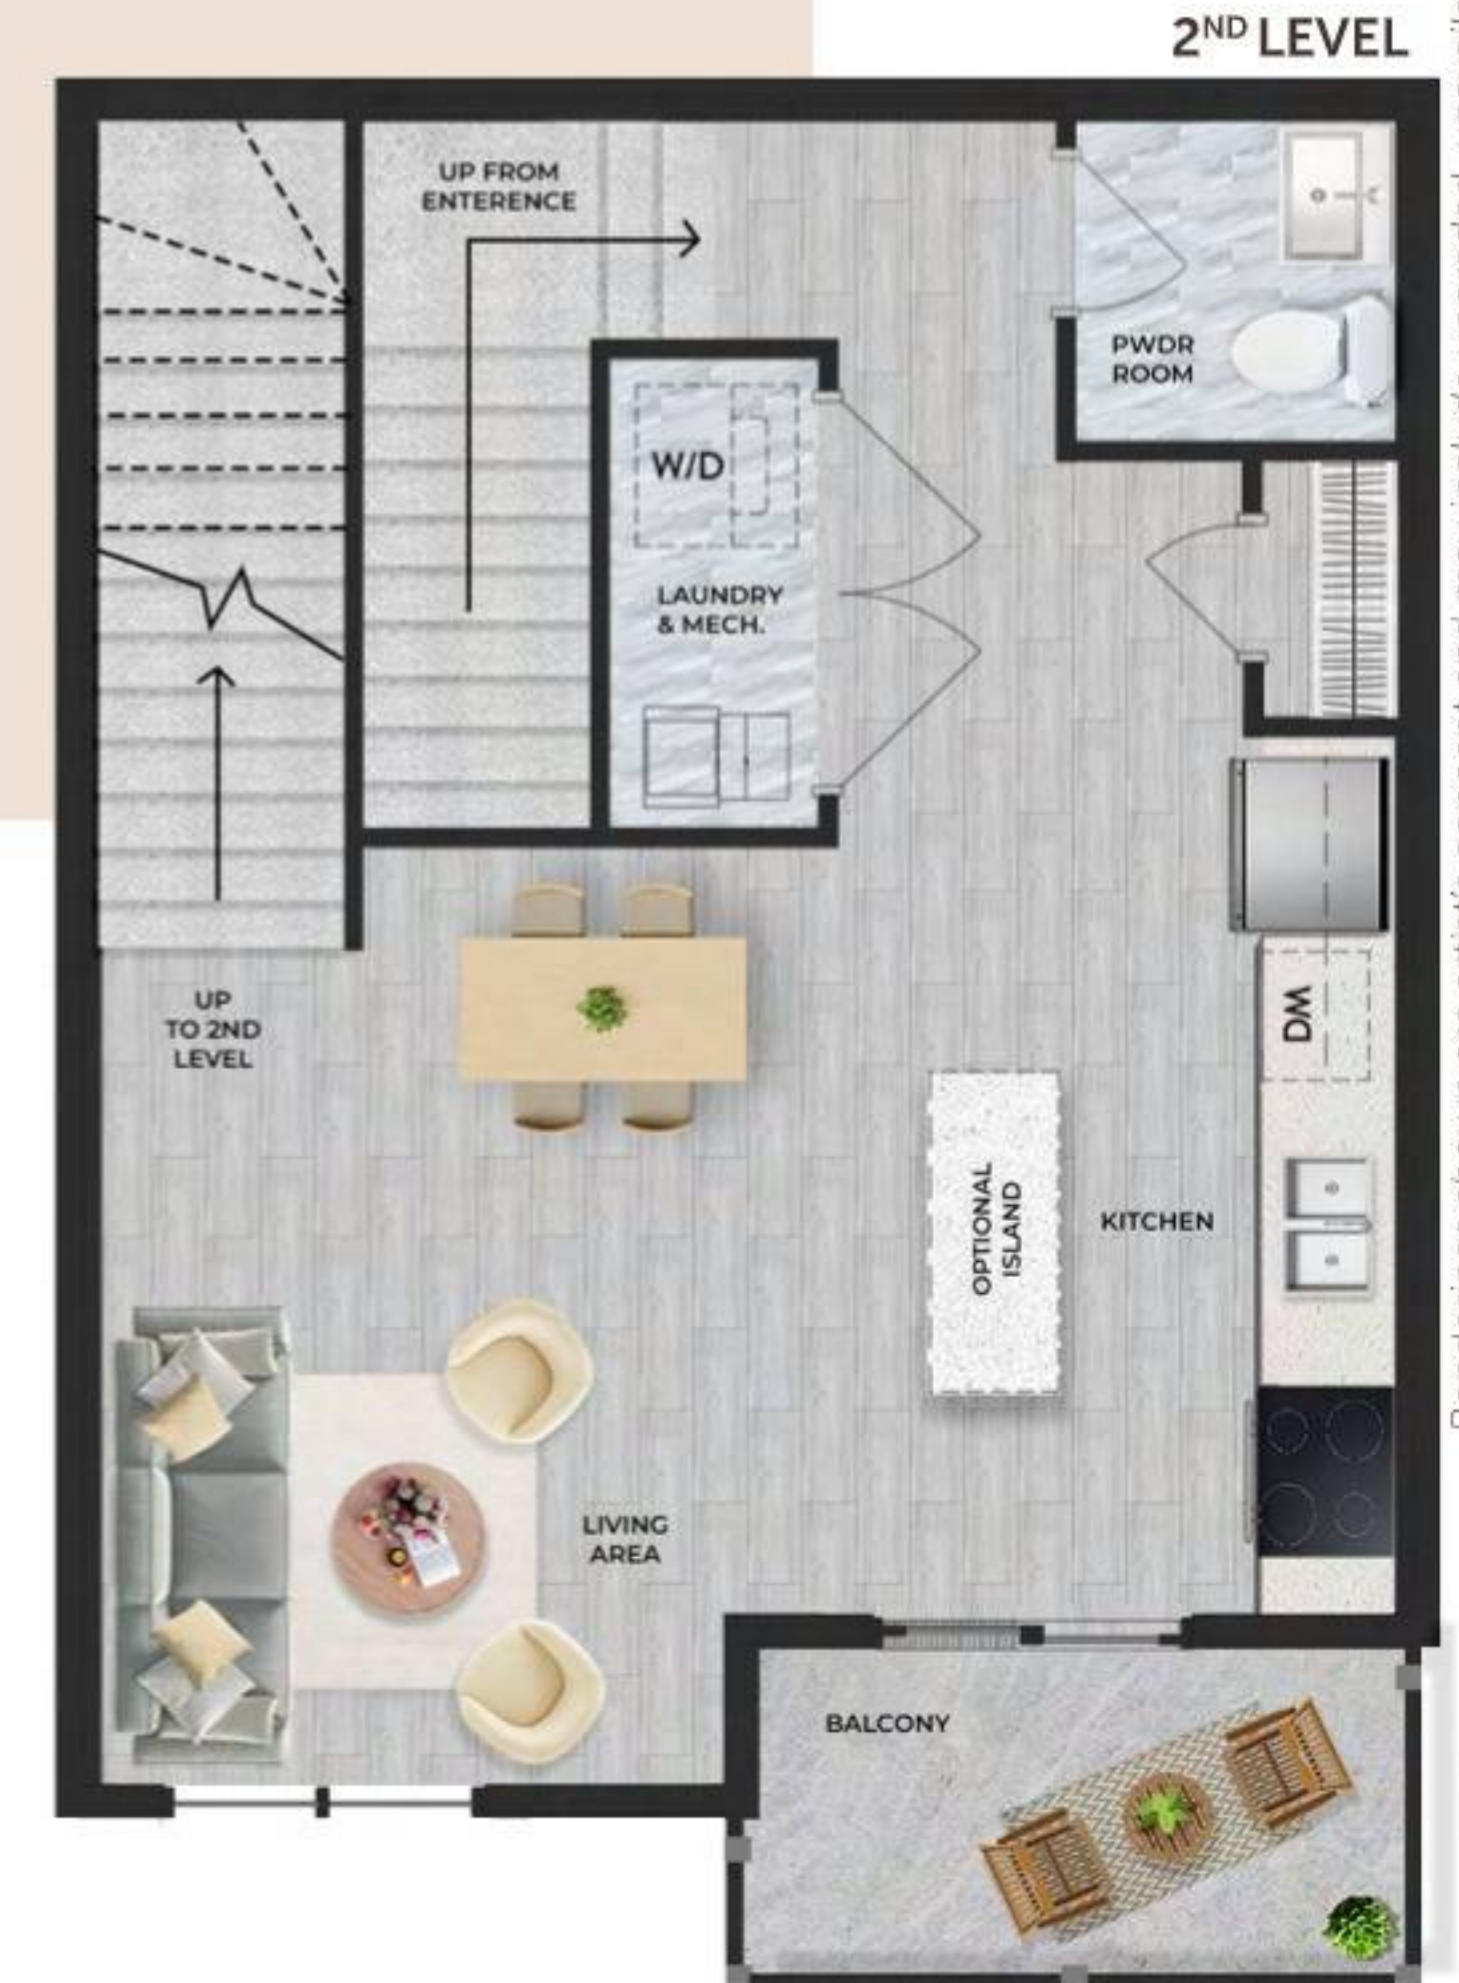 2ND LEVEL
UP FROM
ENTERENCE
PWDR
ROOM
W/D
LAUNDRY
& MECH.
UP
TO 2ND
LEVEL
DW
OPTIONAL
ISLAND
KITCHEN
LIVING
AREA
BALCONY